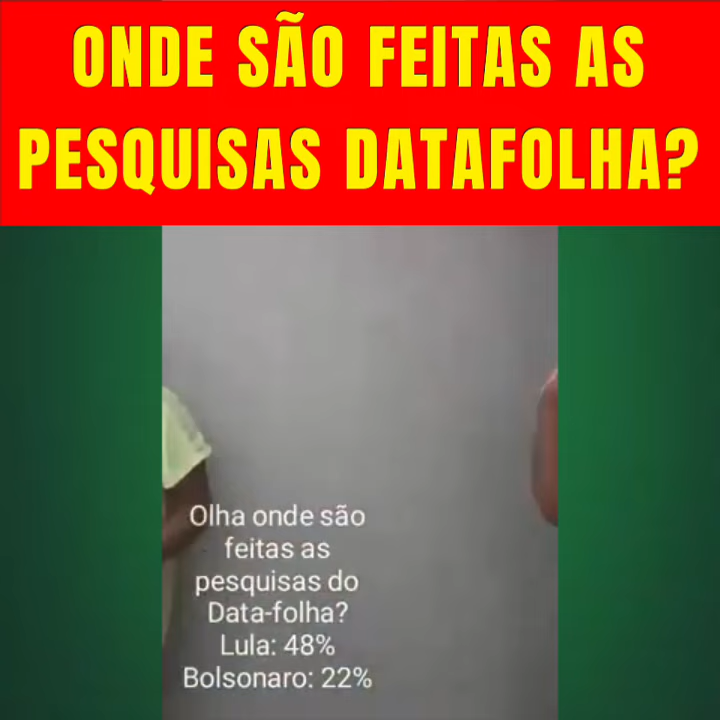 ONDE SÃO FEITAS AS
PESQUISAS DATAFOLHA?
Olha onde são
feitas as
pesquisas do
Data-folha?
Lula: 48%
Bolsonaro: 22%